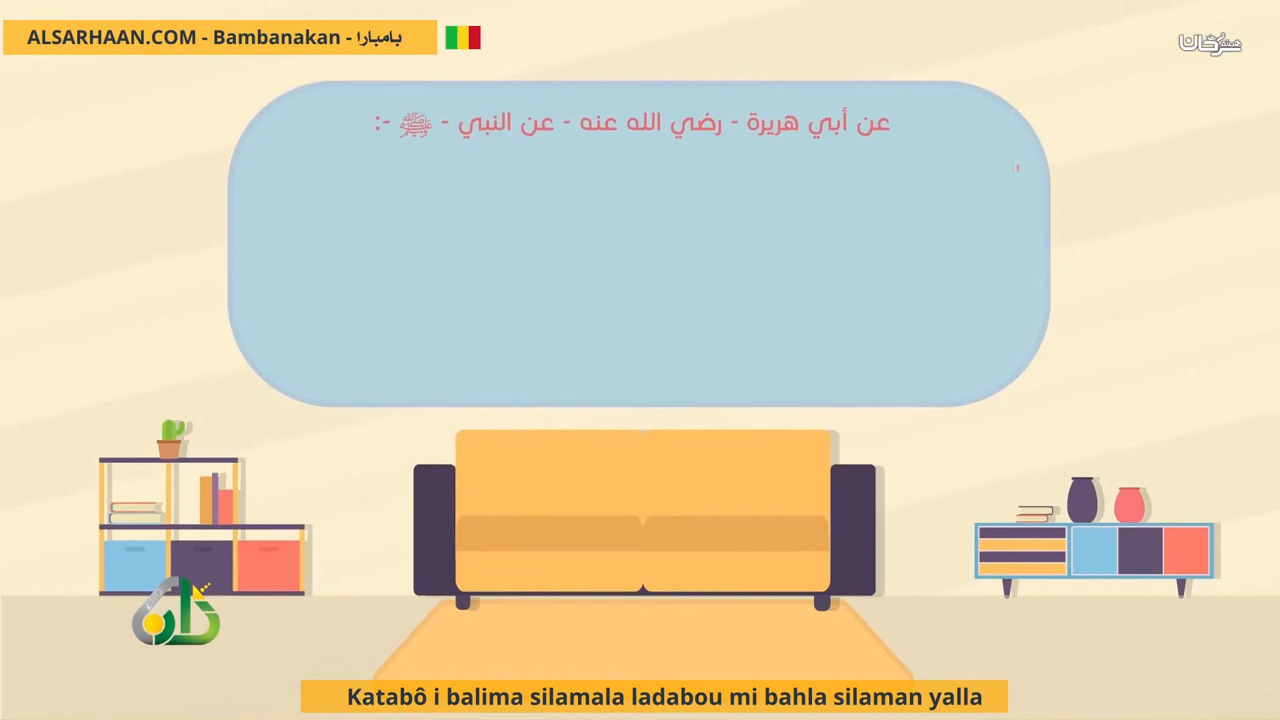 ALSARHAAN.COM - Bambanakan - بامبارا
عن أبي هريرة - رضي الله عنه - عن النبي - ﷺ -:
Katabô i balima silamala ladabou mi bahla silaman yalla